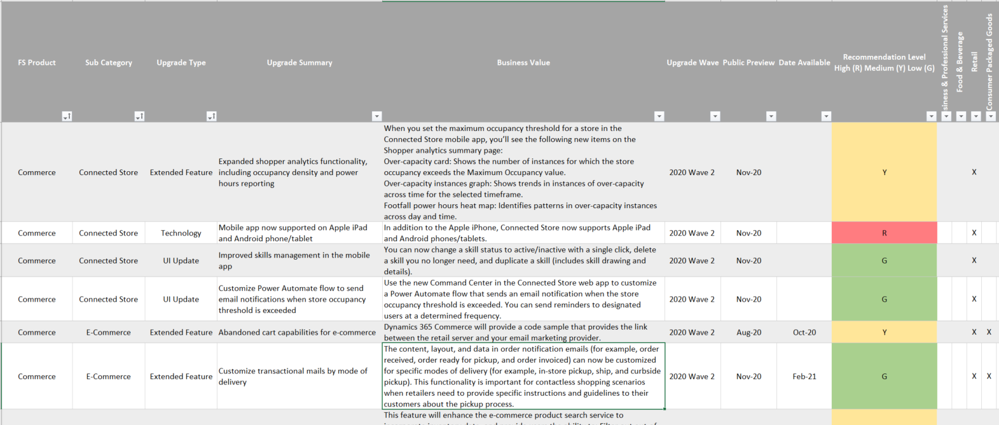 FS Product
Sub Category
Upgrade Type
Upgrade Summary
Business Value
Upgrade Wave
Public Preview
Date Available
Recommendation Level
High (R) Medium (Y) Low (G)
& Professional Services
Food & Beverage
Retail
Consumer Packaged Goods
Commerce
Connected Store
Extended Feature
Expanded shopper analytics functionality,
including occupancy density and power
hours reporting
When you set the maximum occupancy threshold for a store in the
Connected Store mobile app, you'll see the following new items on the
Shopper analytics summary page:
Over-capacity card: Shows the number of instances for which the store
occupancy exceeds the Maximum Occupancy value.
Over-capacity instances graph: Shows trends in instances of over-capacity
across time for the selected timeframe.
Footfall power hours heat map: Identifies patterns in over-capacity instances
across day and time.
2020 Wave 2
Nov-20
Y
X
Commerce
Connected Store
Technology
Mobile app now supported on Apple iPad
and Android phone/tablet
In addition to the Apple iPhone, Connected Store now supports Apple iPad
and Android phones/tablets.
2020 Wave 2
Nov-20
R
X
Commerce
Connected Store
UI Update
Improved skills management in the mobile
app
You can now change a skill status to active/inactive with a single click, delete
a skill you no longer need, and duplicate a skill (includes skill drawing and
details).
2020 Wave 2
Nov-20
G
X
Commerce
Connected Store
UI Update
Customize Power Automate flow to send
email notifications when store occupancy
threshold is exceeded
Use the new Command Center in the Connected Store web app to customize
a Power Automate flow that sends an email notification when the store
occupancy threshold is exceeded. You can send reminders to designated
users at a determined frequency.
2020 Wave 2
Nov-20
G
X
Commerce
E-Commerce
Extended Feature
Abandoned cart capabilities for e-commerce
Dynamics 365 Commerce will provide a code sample that provides the link
between the retail server and your email marketing provider.
2020 Wave 2
Aug-20
Oct-20
Y
X
X
Commerce
E-Commerce
Extended Feature
Customize transactional mails by mode of
delivery
The content, layout, and data in order notification emails (for example, order
received, order ready for pickup, and order invoiced) can now be customized
for specific modes of delivery (for example, in-store pickup, ship, and curbside
pickup). This functionality is important for contactless shopping scenarios
when retailers need to provide specific instructions and guidelines to their
customers about the pickup process.
2020 Wave 2
Nov-20
Feb-21
G
X
X
This feature will enhance the e-commerce product search service to